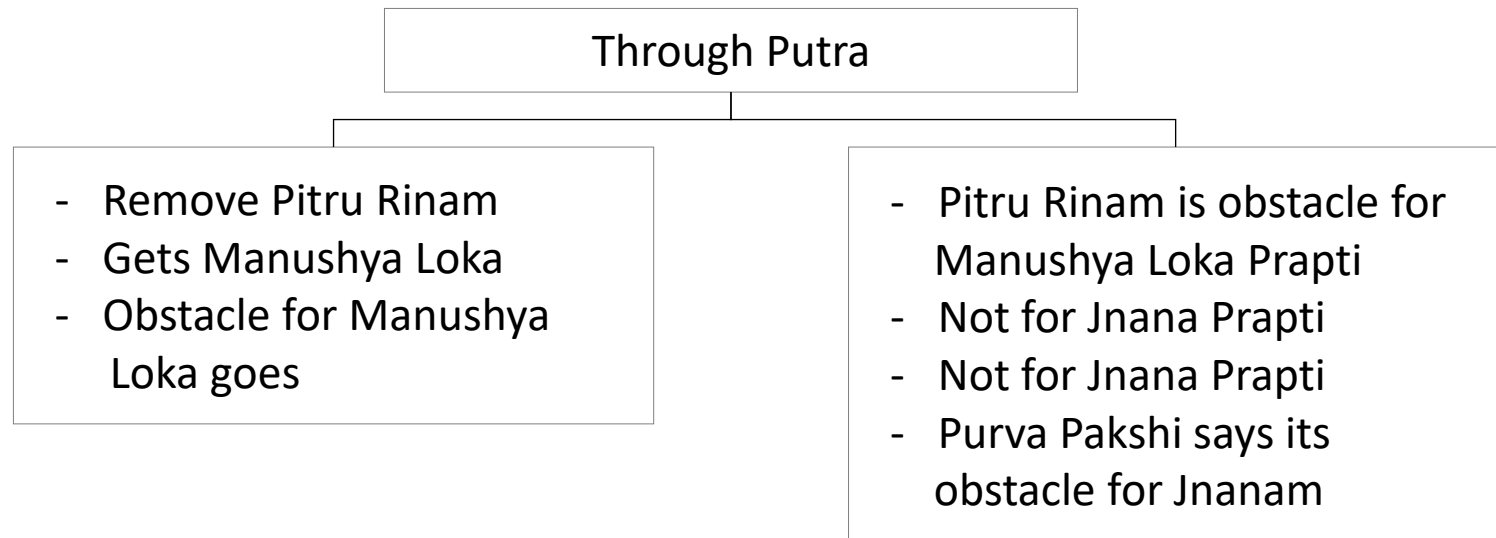 Through Putra
- Remove Pitru Rinam
- Gets Manushya Loka
- Obstacle for Manushya
Loka goes
- Pitru Rinam is obstacle for
Manushya Loka Prapti
- Not for Jnana Prapti
- Not for Jnana Prapti
- Purva Pakshi says its
obstacle for Jnanam